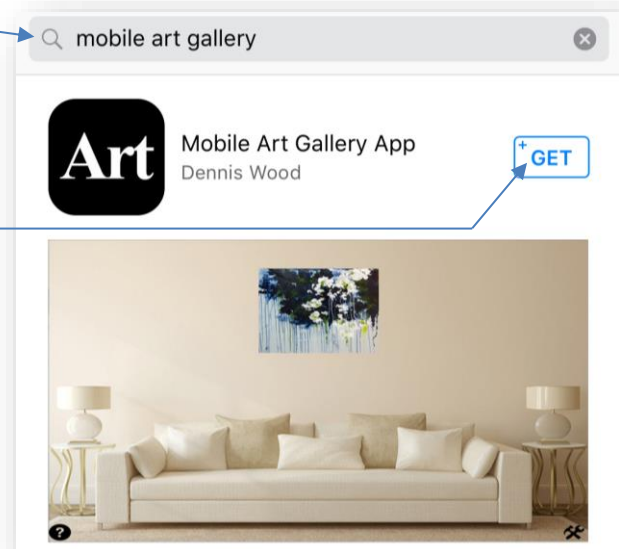 mobile art gallery
Art
Mobile Art Gallery App
Dennis Wood
+GET
?